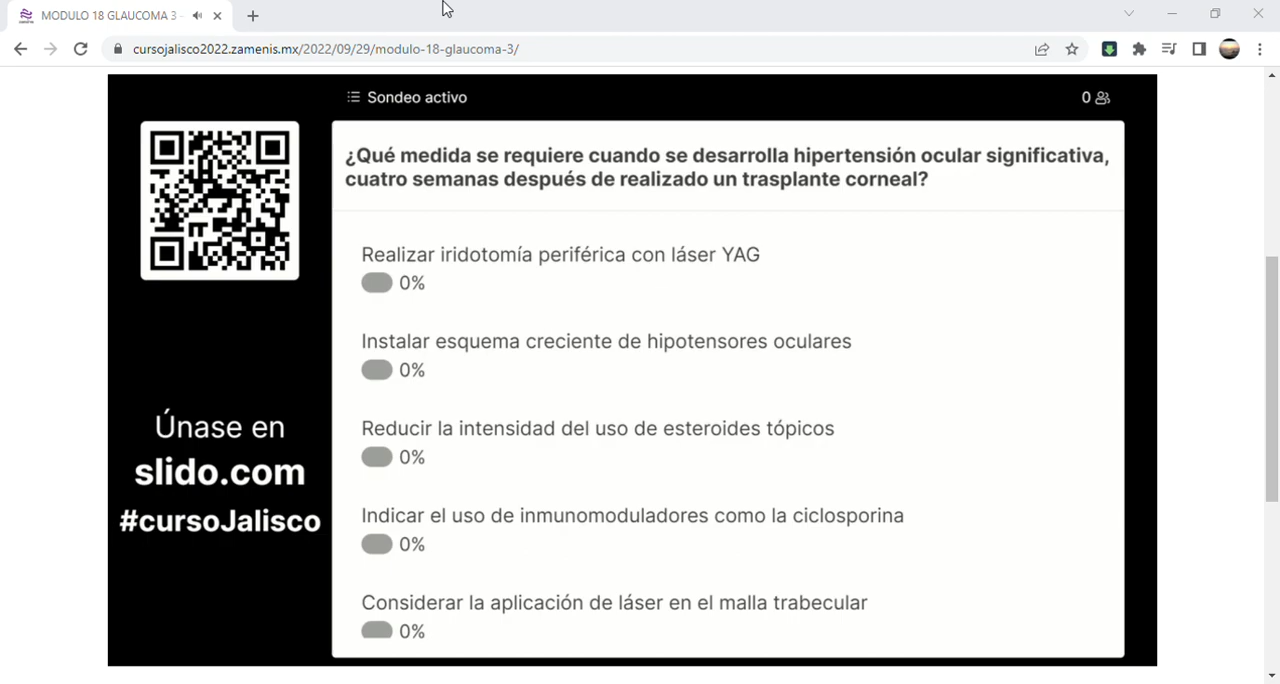 MODULO 18 GLAUCOMA 3 -
cursojalisco2022.zamenis.mx/2022/09/29/modulo-18-glaucoma-3/
Sondeo activo
0
¿Qué medida se requiere cuando se desarrolla hipertensión ocular significativa,
cuatro semanas después de realizado un trasplante corneal?
Realizar iridotomía periférica con láser YAG
0%
Instalar esquema creciente de hipotensores oculares
0%
Reducir la intensidad del uso de esteroides tópicos
0%
Indicar el uso de inmunomoduladores como la ciclosporina
0%
Considerar la aplicación de láser en el malla trabecular
0%
Únase en
slido.com
#cursoJalisco